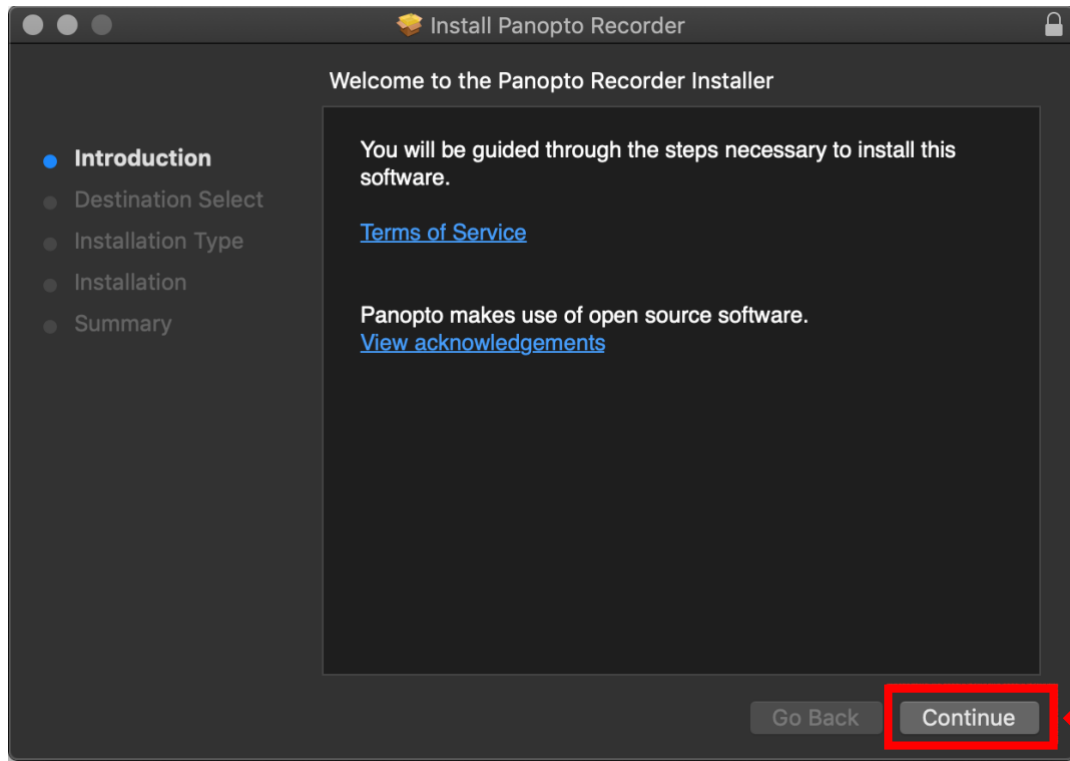 Install Panopto Recorder
Welcome to the Panopto Recorder Installer
Introduction
Destination Select
Installation Type
Installation
Summary
You will be guided through the steps necessary to install this
software.
Terms of Service
Panopto makes use of open source software.
View acknowledgements
Go Back
Continue